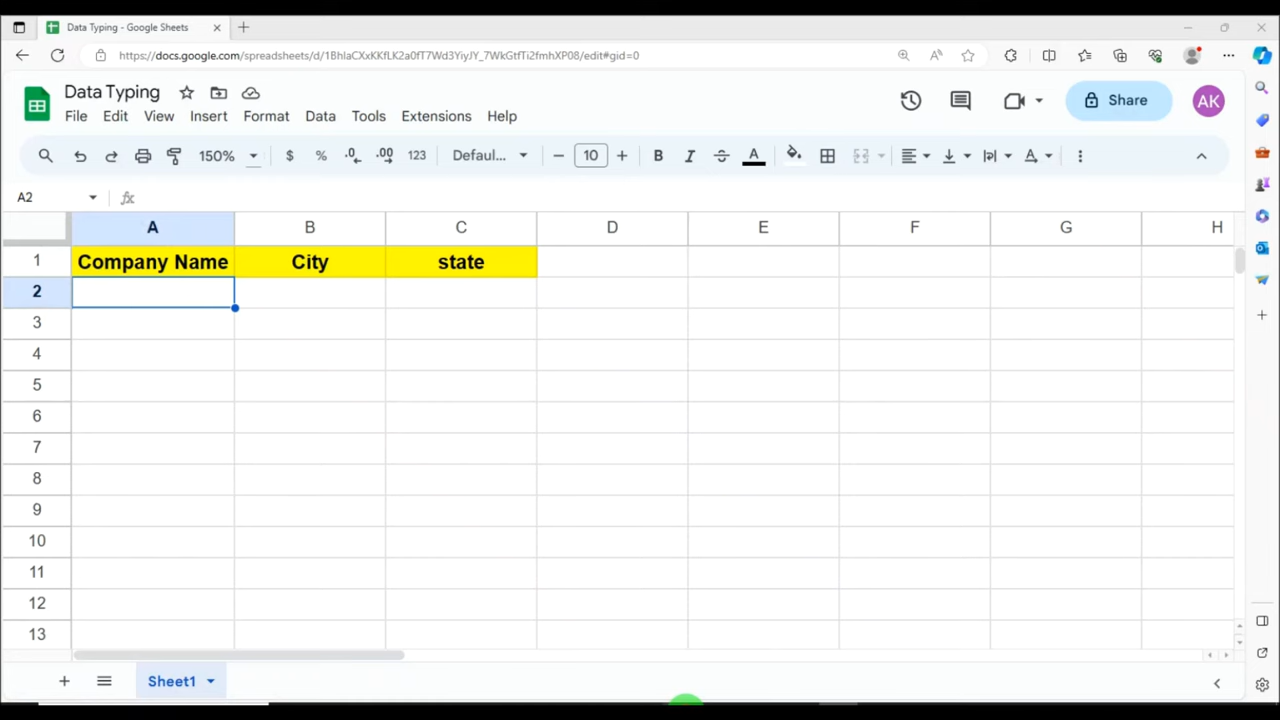 Data Typing - Google Sheets
https://docs.google.com/spreadsheets/d/1BhlaCXxKKfLK2a0fT7Wd3YiyJY_7WkGtfTi2fmhXP08/edit#gid=0
Data Typing
File Edit View Insert Format Data Tools Extensions Help
Share
AK
150% $ % .0 .00 123 Defaul... 10 B I S A A
A2 fx
A B C D E F G H
1 Company Name City state
2
3
4
5
6
7
8
9
10
11
12
13
Sheet1